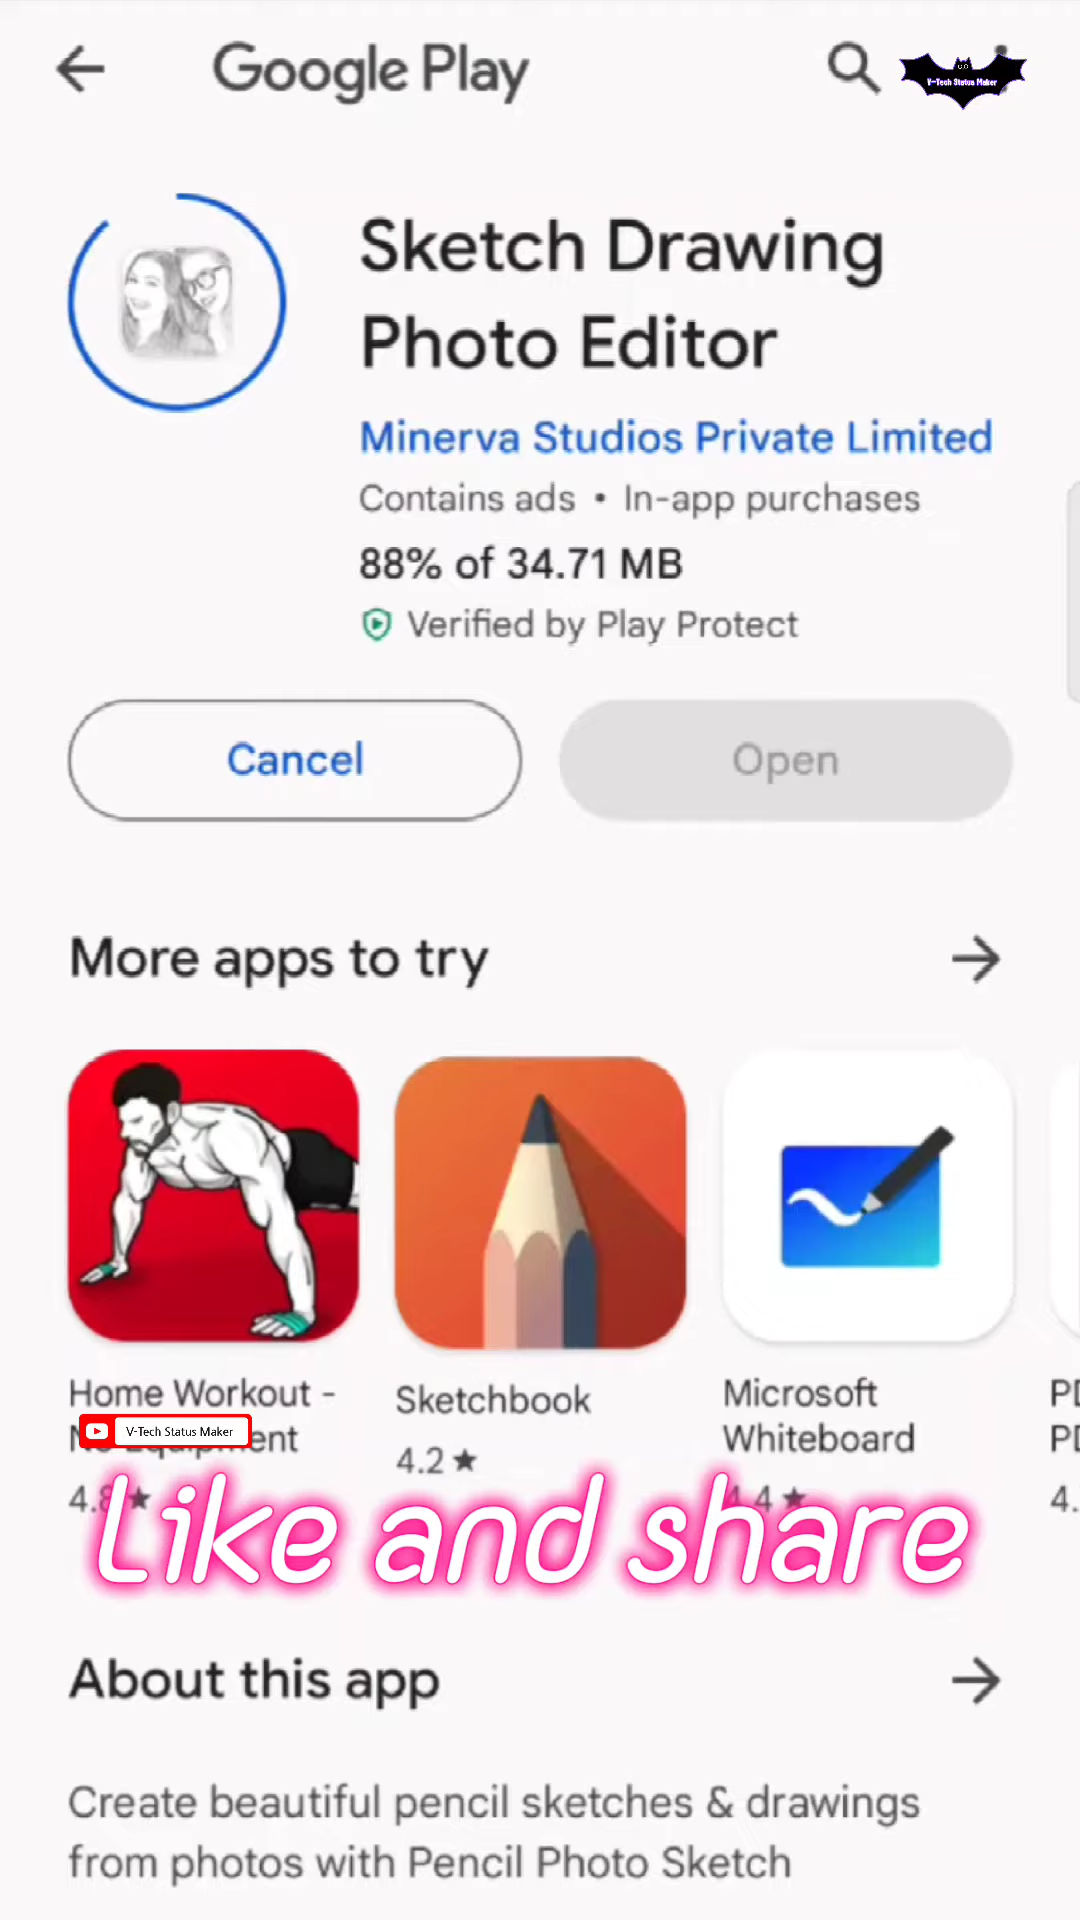 Google Play
V-Tech Status Maker
Sketch Drawing
Photo Editor
Minerva Studios Private Limited
Contains ads • In-app purchases
88% of 34.71 MB
Verified by Play Protect
Cancel
Open
More apps to try
Home Workout -
Sketchbook
4.2 ★
Microsoft
Whiteboard
V-Tech Status Maker
Like and share
About this app
Create beautiful pencil sketches & drawings
from photos with Pencil Photo Sketch